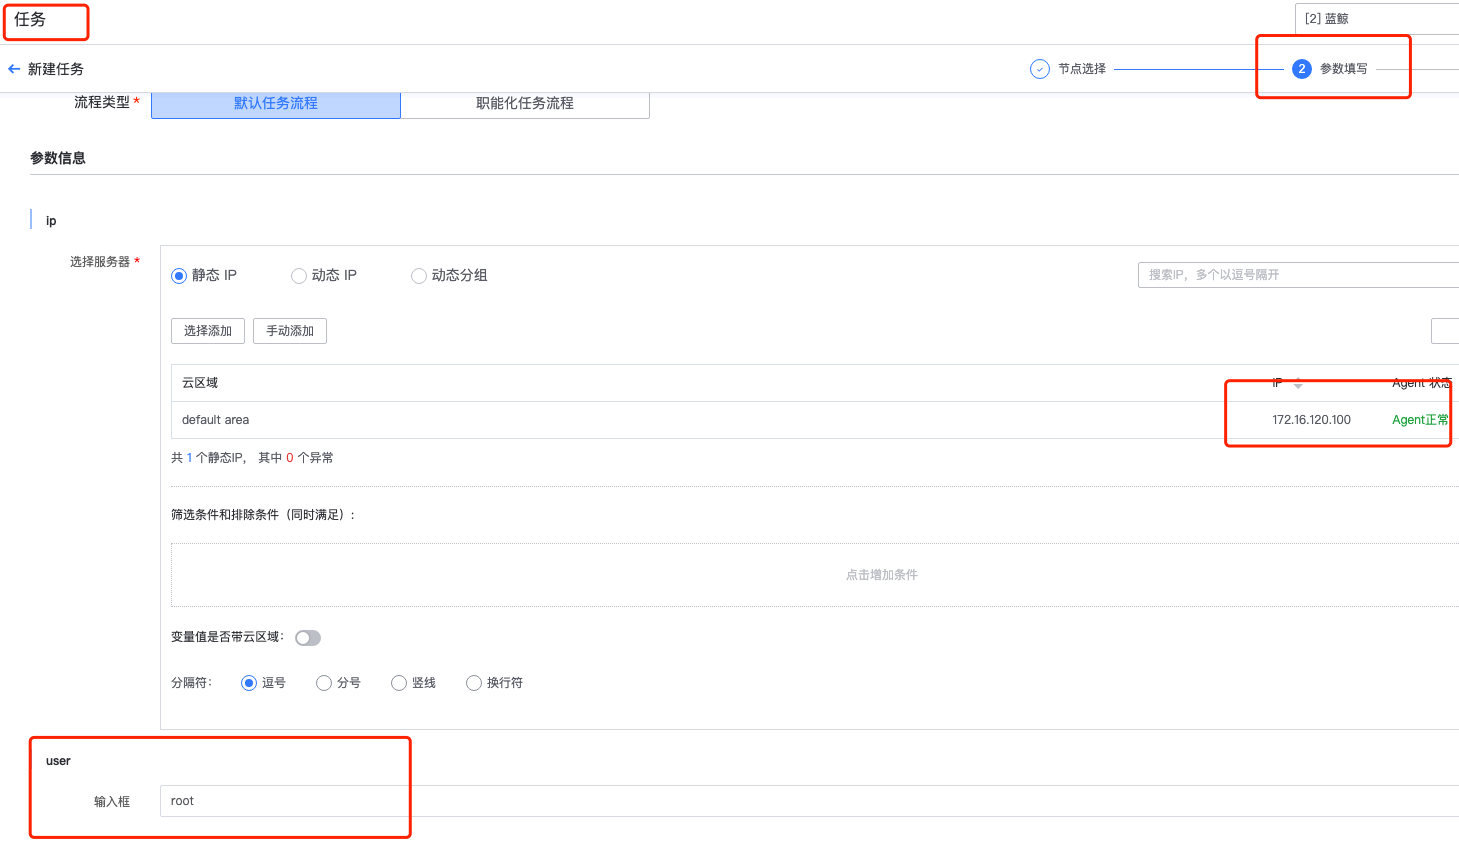 任务
[2] 蓝鲸
新建任务
节点选择
2 参数填写
流程类型 *
默认任务流程
职能化任务流程
参数信息
ip
选择服务器 *
静态 IP
动态 IP
动态分组
搜索IP，多个以逗号隔开
选择添加
手动添加
云区域
IP
Agent 状态
default area
172.16.120.100
Agent正常
共 1 个静态IP， 其中 0 个异常
筛选条件和排除条件（同时满足）：
点击增加条件
变量值是否带云区域：
分隔符：
逗号
分号
竖线
换行符
user
输入框
root